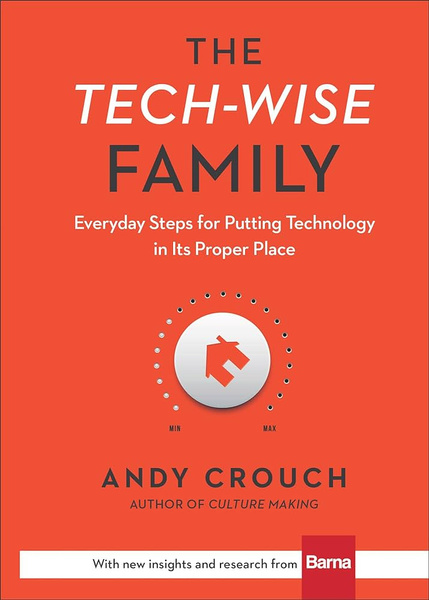 THE
TECH-WISE
FAMILY
Everyday Steps for Putting Technology
in Its Proper Place
MIN MAX
ANDY CROUCH
AUTHOR OF CULTURE MAKING
With new insights and research from Barna